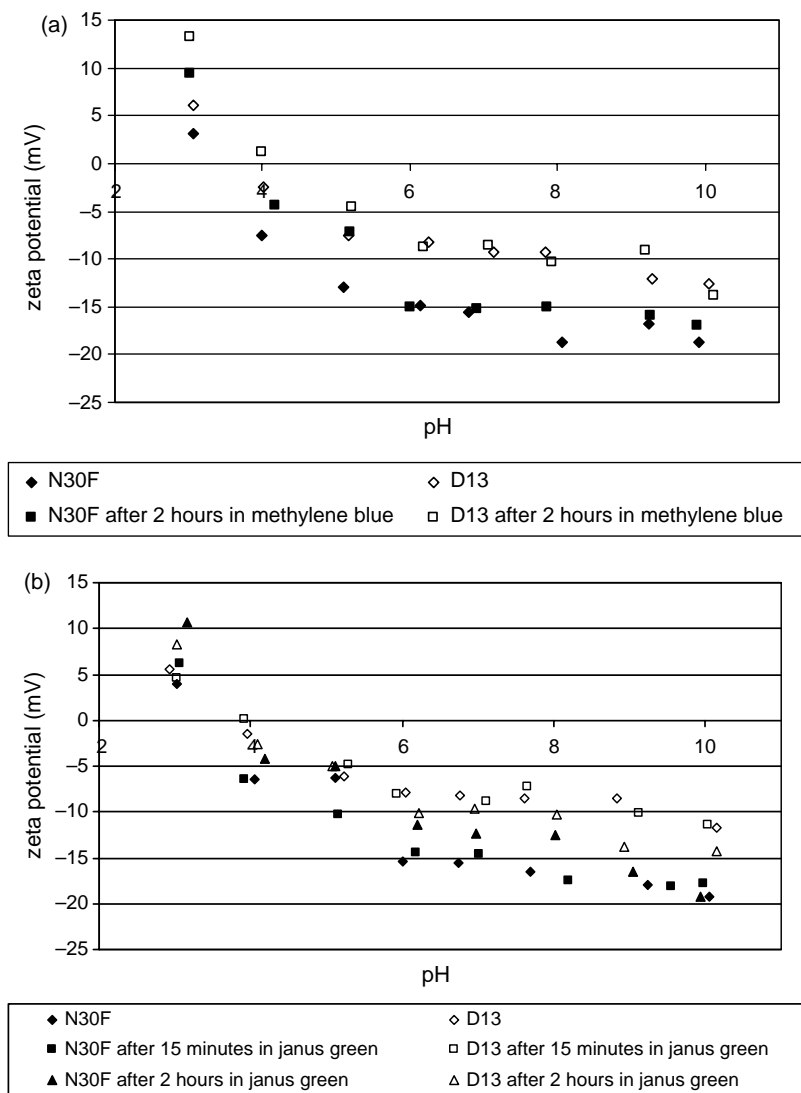 (a)
15
10
5
0
−5
−10
−15
−20
−25
zeta potential (mV)
2 4 6 8 10
pH
N30F D13
N30F after 2 hours in methylene blue D13 after 2 hours in methylene blue
(b)
15
10
5
0
−5
−10
−15
−20
−25
zeta potential (mV)
2 4 6 8 10
pH
N30F D13
N30F after 15 minutes in janus green D13 after 15 minutes in janus green
N30F after 2 hours in janus green D13 after 2 hours in janus green